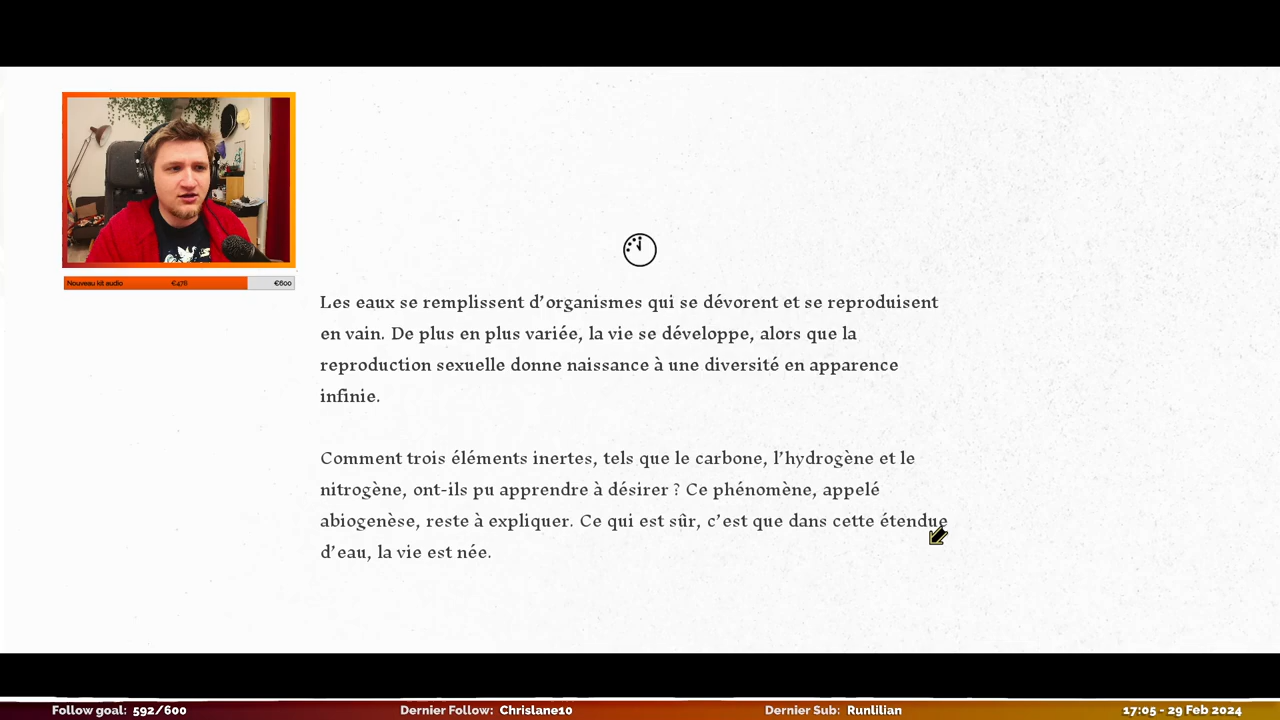 Nouveau kit audio €476 €600
Les eaux se remplissent d’organismes qui se dévorent et se reproduisent
en vain. De plus en plus variée, la vie se développe, alors que la
reproduction sexuelle donne naissance à une diversité en apparence
infinie.
Comment trois éléments inertes, tels que le carbone, l’hydrogène et le
nitrogène, ont-ils pu apprendre à désirer ? Ce phénomène, appelé
abiogenèse, reste à expliquer. Ce qui est sûr, c’est que dans cette étendue
d’eau, la vie est née.
Follow goal: 592/600 Dernier Follow: Chrislane10 Dernier Sub: Runlilian 17:05 - 29 Feb 2024